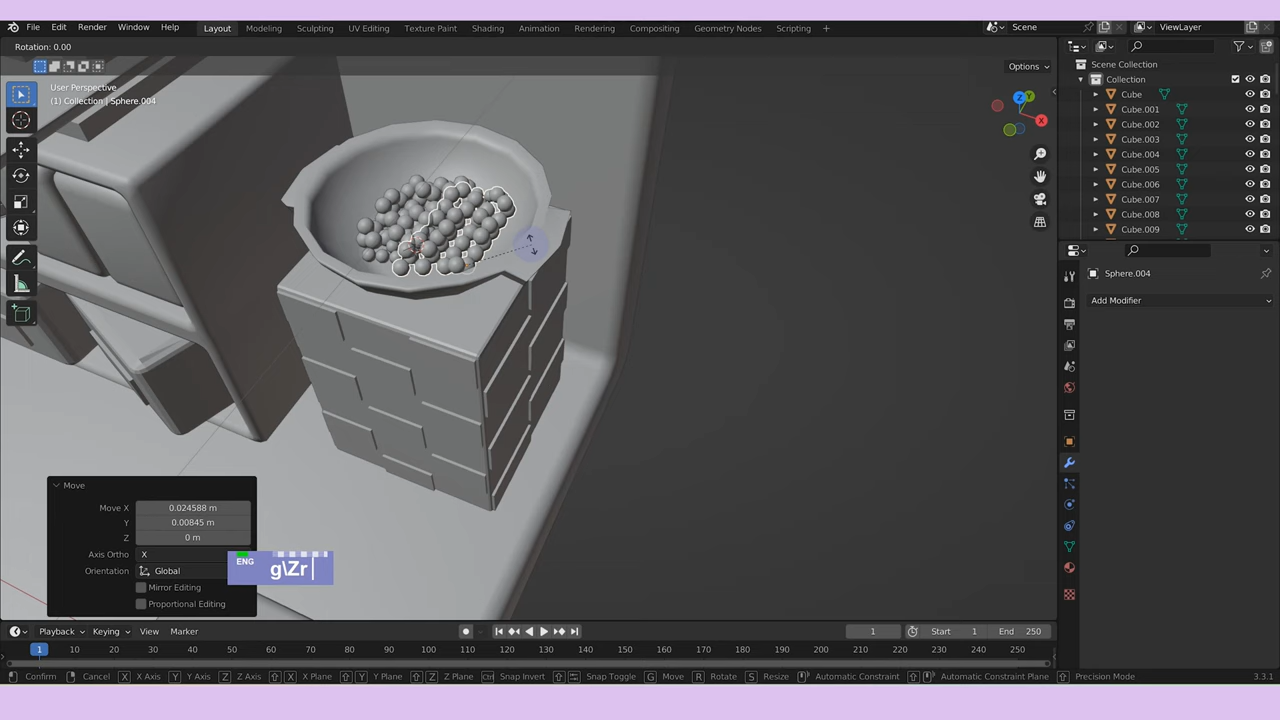 File Edit Render Window Help Layout Modeling Sculpting UV Editing Texture Paint Shading Animation Rendering Compositing Geometry Nodes Scripting + Scene ViewLayer
Rotation: 0.00
Options
User Perspective
(1) Collection | Sphere.004
Scene Collection
Collection
Cube
Cube.001
Cube.002
Cube.003
Cube.004
Cube.005
Cube.006
Cube.007
Cube.008
Cube.009
Z
Y
X
Sphere.004
Add Modifier
Move
Move X 0.024588 m
Y 0.00845 m
Z 0 m
Axis Ortho X
Orientation Global
Mirror Editing
Proportional Editing
ENG
g\Zr
Playback Keying View Marker 1 Start 1 End 250
1 10 20 30 40 50 60 70 80 90 100 110 120 130 140 150 160 170 180 190 200 210 220 230 240 250
Confirm Cancel X X Axis Y Y Axis Z Z Axis X X Plane Y Y Plane Z Z Plane Ctrl Snap Invert Snap Toggle G Move R Rotate S Resize Automatic Constraint Automatic Constraint Plane Precision Mode 3.3.1